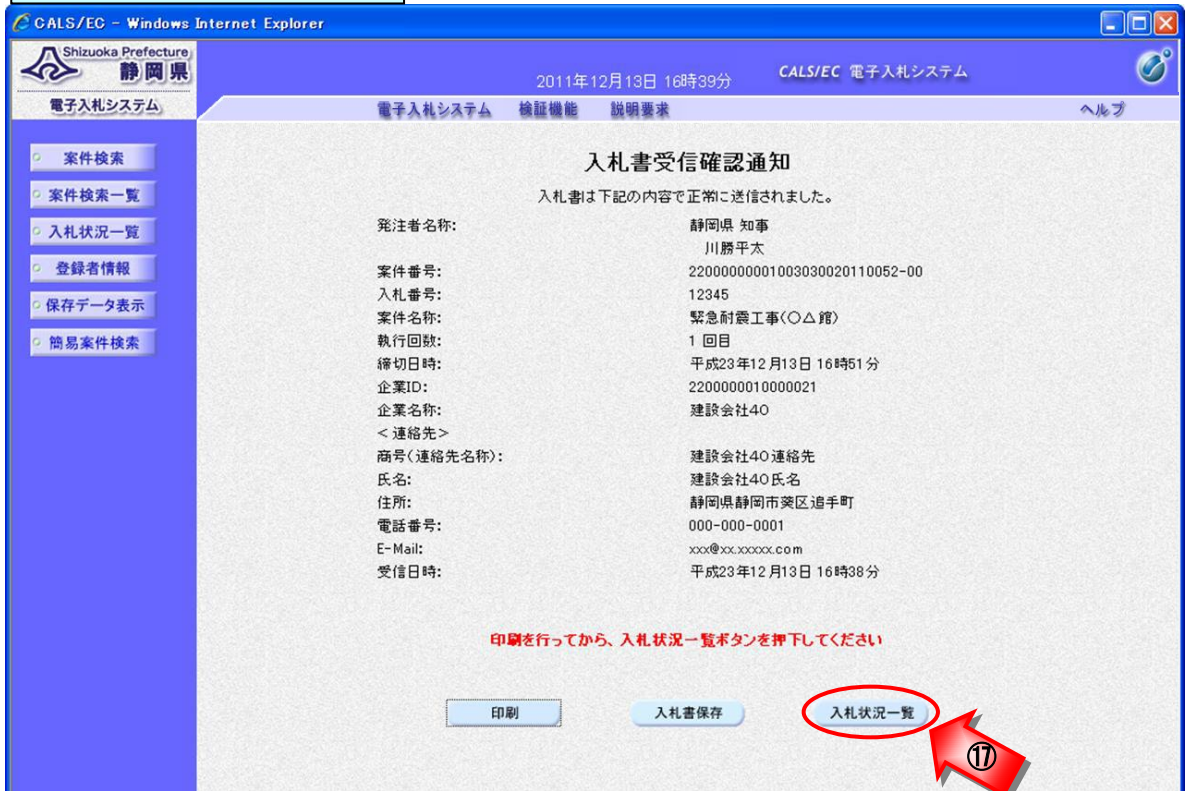 CALS/EC - Windows Internet Explorer
Shizuoka Prefecture
静岡県
2011年12月13日 16時39分
CALS/EC 電子入札システム
電子入札システム
電子入札システム 検証機能 説明要求 ヘルプ
案件検索
案件検索一覧
入札状況一覧
登録者情報
保存データ表示
簡易案件検索
入札書受信確認通知
入札書は下記の内容で正常に送信されました。
発注者名称: 静岡県 知事
川勝平太
案件番号: 22000000001003030020110052-00
入札番号: 12345
案件名称: 緊急耐震工事(○△館)
執行回数: 1 回目
締切日時: 平成23年12月13日 16時51分
企業ID: 2200000010000021
企業名称: 建設会社40
<連絡先>
商号(連絡先名称): 建設会社40連絡先
氏名: 建設会社40氏名
住所: 静岡県静岡市葵区追手町
電話番号: 000-000-0001
E-Mail: xxx@xx.xxxxx.com
受信日時: 平成23年12月13日 16時38分
印刷を行ってから、入札状況一覧ボタンを押下してください
印刷 入札書保存 入札状況一覧
⑰